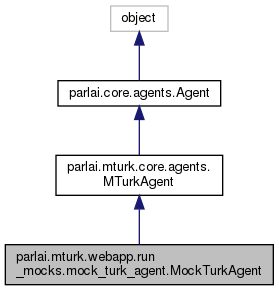 object
parlai.core.agents.Agent
parlai.mturk.core.agents.
MTurkAgent
parlai.mturk.webapp.run
_mocks.mock_turk_agent.MockTurkAgent